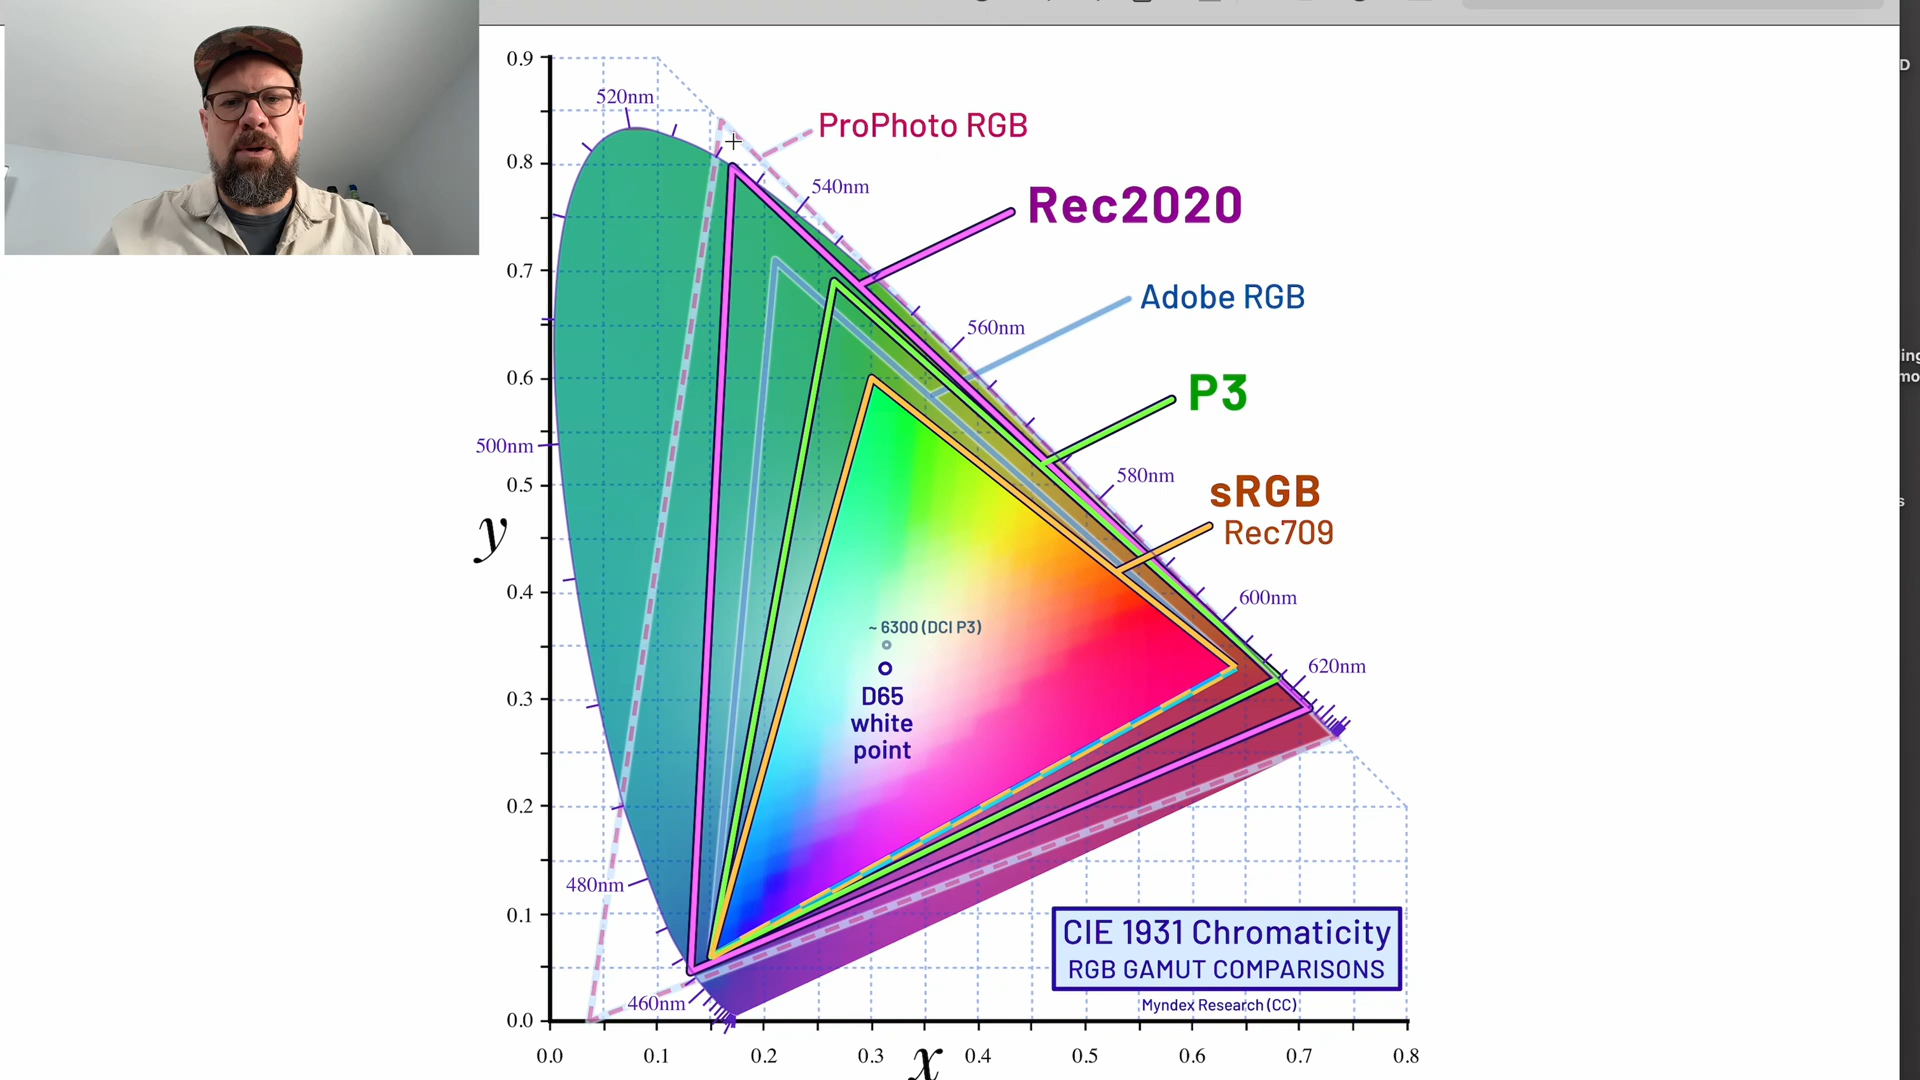 0.9
520nm
ProPhoto RGB
0.8
540nm
Rec2020
0.7
Adobe RGB
560nm
0.6
P3
500nm
580nm
0.5
sRGB
Rec709
y
0.4
600nm
~ 6300 (DCI P3)
620nm
D65
white
point
0.3
0.2
480nm
0.1
CIE 1931 Chromaticity
RGB GAMUT COMPARISONS
460nm
Myndex Research (CC)
0.0
0.0 0.1 0.2 0.3 0.4 0.5 0.6 0.7 0.8
x